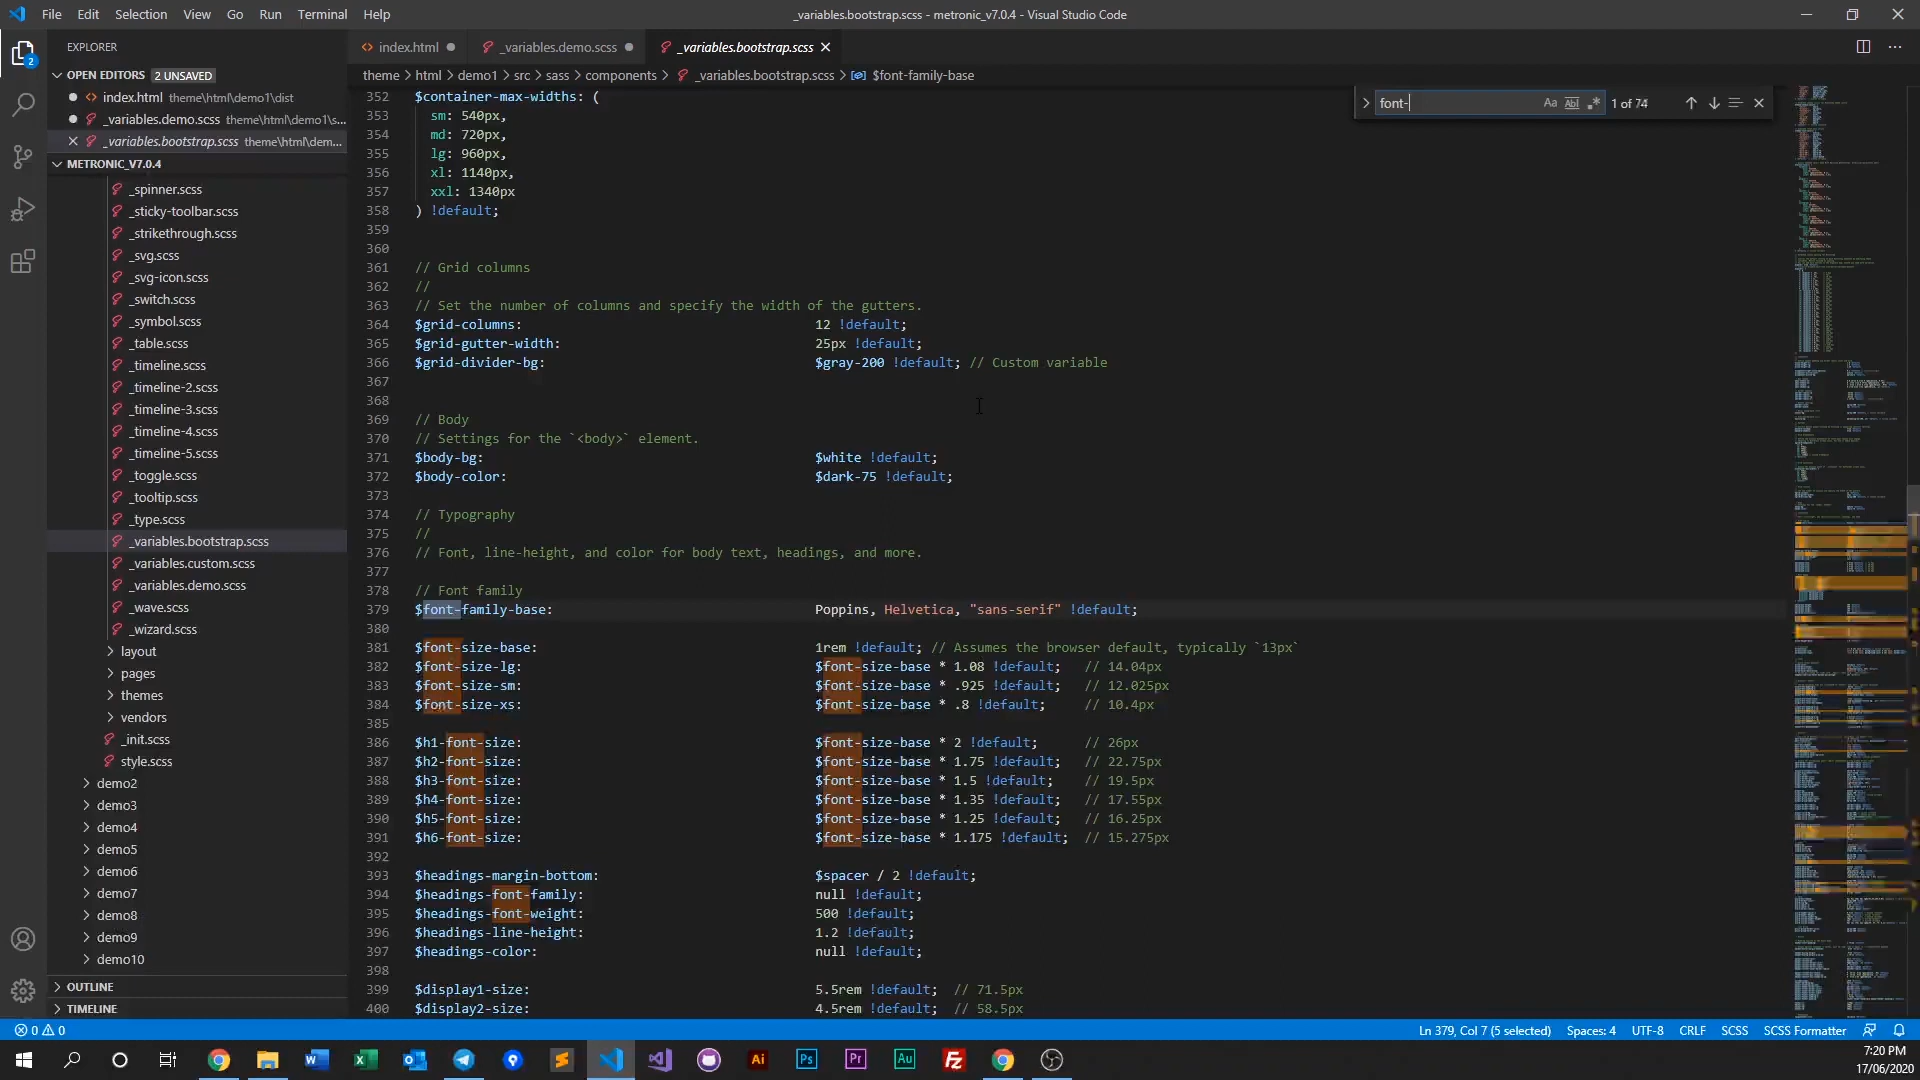 File Edit Selection View Go Run Terminal Help
_variables.bootstrap.scss - metronic_v7.0.4 - Visual Studio Code
EXPLORER
index.html
_variables.demo.scss
_variables.bootstrap.scss
OPEN EDITORS 2 UNSAVED
index.html theme\html\demo1\dist
_variables.demo.scss theme\html\demo1\s...
_variables.bootstrap.scss theme\html\dem...
METRONIC_V7.0.4
_spinner.scss
_sticky-toolbar.scss
_strikethrough.scss
_svg.scss
_svg-icon.scss
_switch.scss
_symbol.scss
_table.scss
_timeline.scss
_timeline-2.scss
_timeline-3.scss
_timeline-4.scss
_timeline-5.scss
_toggle.scss
_tooltip.scss
_type.scss
_variables.bootstrap.scss
_variables.custom.scss
_variables.demo.scss
_wave.scss
_wizard.scss
layout
pages
themes
vendors
_init.scss
style.scss
demo2
demo3
demo4
demo5
demo6
demo7
demo8
demo9
demo10
OUTLINE
TIMELINE
theme > html > demo1 > src > sass > components > _variables.bootstrap.scss > $font-family-base
font- Aa Abl .* 1 of 74
352 $container-max-widths: (
353 sm: 540px,
354 md: 720px,
355 lg: 960px,
356 xl: 1140px,
357 xxl: 1340px
358 ) !default;
359
360
361 // Grid columns
362 //
363 // Set the number of columns and specify the width of the gutters.
364 $grid-columns: 12 !default;
365 $grid-gutter-width: 25px !default;
366 $grid-divider-bg: $gray-200 !default; // Custom variable
367
368
369 // Body
370 // Settings for the `<body>` element.
371 $body-bg: $white !default;
372 $body-color: $dark-75 !default;
373
374 // Typography
375 //
376 // Font, line-height, and color for body text, headings, and more.
377
378 // Font family
379 $font-family-base: Poppins, Helvetica, "sans-serif" !default;
380
381 $font-size-base: 1rem !default; // Assumes the browser default, typically `13px`
382 $font-size-lg: $font-size-base * 1.08 !default; // 14.04px
383 $font-size-sm: $font-size-base * .925 !default; // 12.025px
384 $font-size-xs: $font-size-base * .8 !default; // 10.4px
385
386 $h1-font-size: $font-size-base * 2 !default; // 26px
387 $h2-font-size: $font-size-base * 1.75 !default; // 22.75px
388 $h3-font-size: $font-size-base * 1.5 !default; // 19.5px
389 $h4-font-size: $font-size-base * 1.35 !default; // 17.55px
390 $h5-font-size: $font-size-base * 1.25 !default; // 16.25px
391 $h6-font-size: $font-size-base * 1.175 !default; // 15.275px
392
393 $headings-margin-bottom: $spacer / 2 !default;
394 $headings-font-family: null !default;
395 $headings-font-weight: 500 !default;
396 $headings-line-height: 1.2 !default;
397 $headings-color: null !default;
398
399 $display1-size: 5.5rem !default; // 71.5px
400 $display2-size: 4.5rem !default; // 58.5px
0 0
Ln 379, Col 7 (5 selected) Spaces: 4 UTF-8 CRLF SCSS SCSS Formatter
7:20 PM
17/06/2020